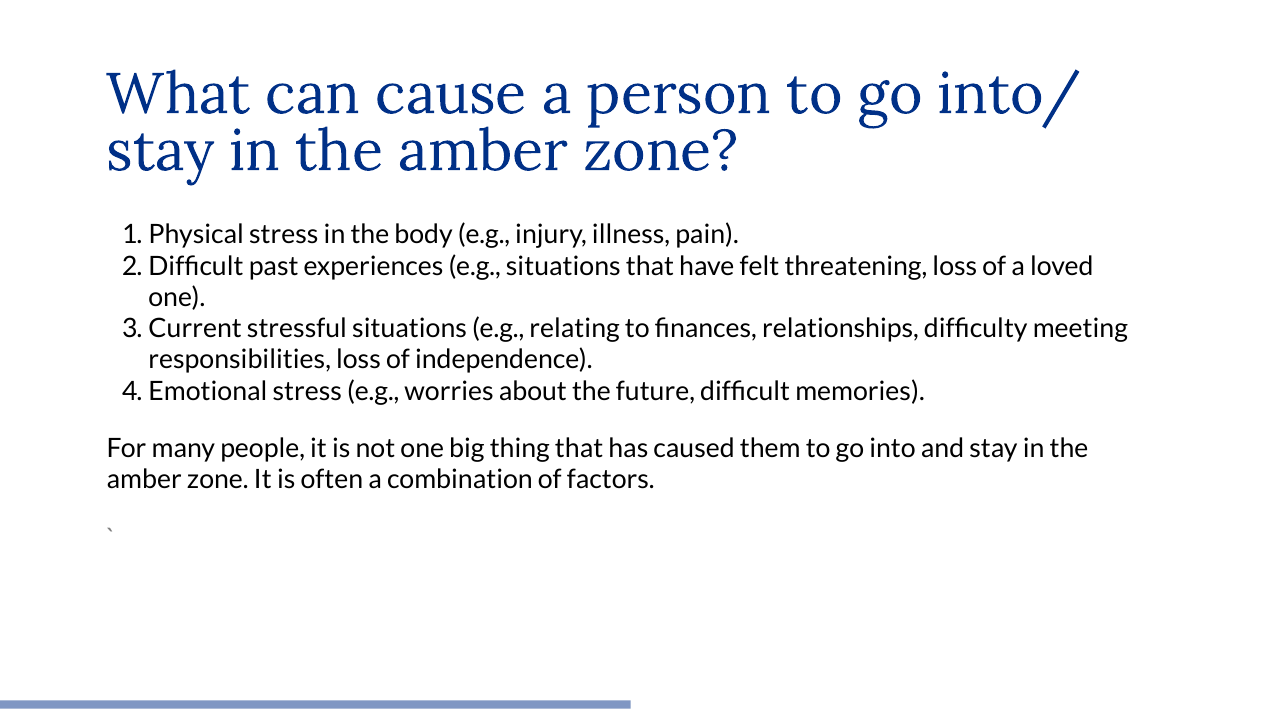 What can cause a person to go into/
stay in the amber zone?
1. Physical stress in the body (e.g., injury, illness, pain).
2. Difficult past experiences (e.g., situations that have felt threatening, loss of a loved
one).
3. Current stressful situations (e.g., relating to finances, relationships, difficulty meeting
responsibilities, loss of independence).
4. Emotional stress (e.g., worries about the future, difficult memories).
For many people, it is not one big thing that has caused them to go into and stay in the
amber zone. It is often a combination of factors.
`